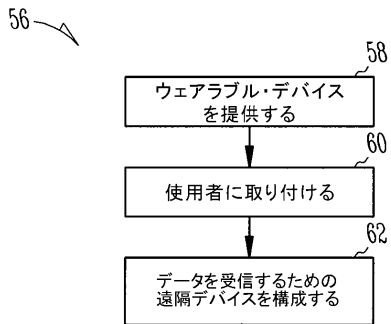 56
58
ウェアラブル・デバイス
を提供する
60
使用者に取り付ける
62
データを受信するための
遠隔デバイスを構成する